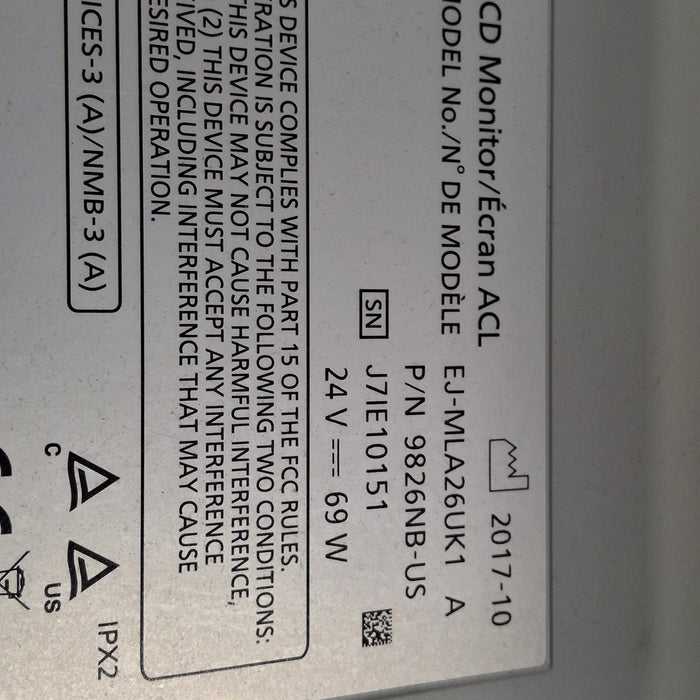 CD Monitor/Écran ACL
2017-10
MODEL No./N° DE MODÈLE EJ-MLA26UK1 A
P/N 9826NB-US
SN J7IE10151
24 V 69 W
S DEVICE COMPLIES WITH PART 15 OF THE FCC RULES.
RATION IS SUBJECT TO THE FOLLOWING TWO CONDITIONS:
THIS DEVICE MAY NOT CAUSE HARMFUL INTERFERENCE,
(2) THIS DEVICE MUST ACCEPT ANY INTERFERENCE
IVED, INCLUDING INTERFERENCE THAT MAY CAUSE
ESIRED OPERATION.
ICES-3 (A)/NMB-3 (A)
C US
IPX2